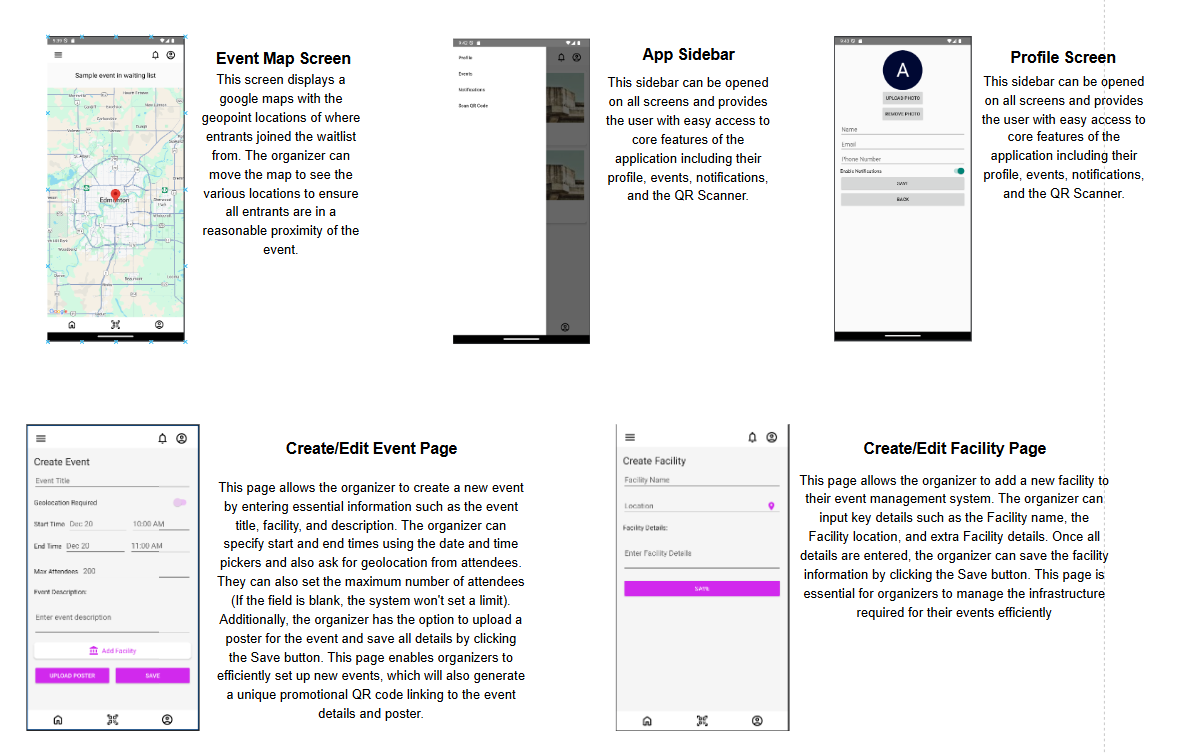 Event Map Screen
This screen displays a
google maps with the
geopoint locations of where
entrants joined the waitlist
from. The organizer can
move the map to see the
various locations to ensure
all entrants are in a
reasonable proximity of the
event.
Sample event in waiting list
Edmonton
Google
App Sidebar
This sidebar can be opened
on all screens and provides
the user with easy access to
core features of the
application including their
profile, events, notifications,
and the QR Scanner.
Profile
Events
Notifications
Scan QR Code
Profile Screen
This sidebar can be opened
on all screens and provides
the user with easy access to
core features of the
application including their
profile, events, notifications,
and the QR Scanner.
A
UPLOAD PHOTO
REMOVE PHOTO
Name
Email
Phone Number
Enable Notifications
SAVE
BACK
Create/Edit Event Page
This page allows the organizer to create a new event
by entering essential information such as the event
title, facility, and description. The organizer can
specify start and end times using the date and time
pickers and also ask for geolocation from attendees.
They can also set the maximum number of attendees
(If the field is blank, the system won't set a limit).
Additionally, the organizer has the option to upload a
poster for the event and save all details by clicking
the Save button. This page enables organizers to
efficiently set up new events, which will also generate
a unique promotional QR code linking to the event
details and poster.
Create Event
Event Title
Geolocation Required
Start Time Dec 20 10:00 AM
End Time Dec 20 11:00 AM
Max Attendees 200
Event Description:
Enter event description
Add Facility
UPLOAD POSTER SAVE
Create/Edit Facility Page
This page allows the organizer to add a new facility to
their event management system. The organizer can
input key details such as the Facility name, the
Facility location, and extra Facility details. Once all
details are entered, the organizer can save the facility
information by clicking the Save button. This page is
essential for organizers to manage the infrastructure
required for their events efficiently
Create Facility
Facility Name
Location
Facility Details:
Enter Facility Details
SAVE